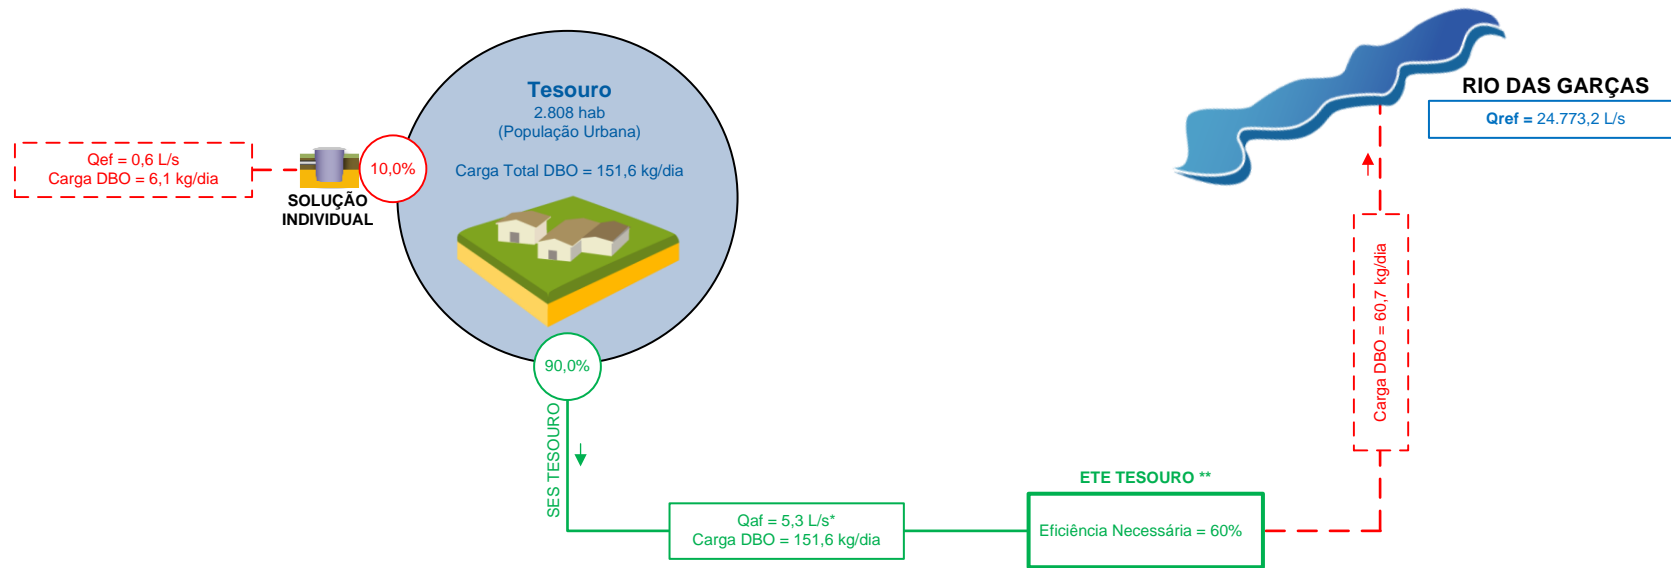 Tesouro
2.808 hab
(População Urbana)
Carga Total DBO = 151,6 kg/dia
Qef = 0,6 L/s
Carga DBO = 6,1 kg/dia
SOLUÇÃO
INDIVIDUAL
10,0%
90,0%
SES TESOURO
Qaf = 5,3 L/s*
Carga DBO = 151,6 kg/dia
ETE TESOURO **
Eficiência Necessária = 60%
Carga DBO = 60,7 kg/dia
RIO DAS GARÇAS
Qref = 24.773,2 L/s